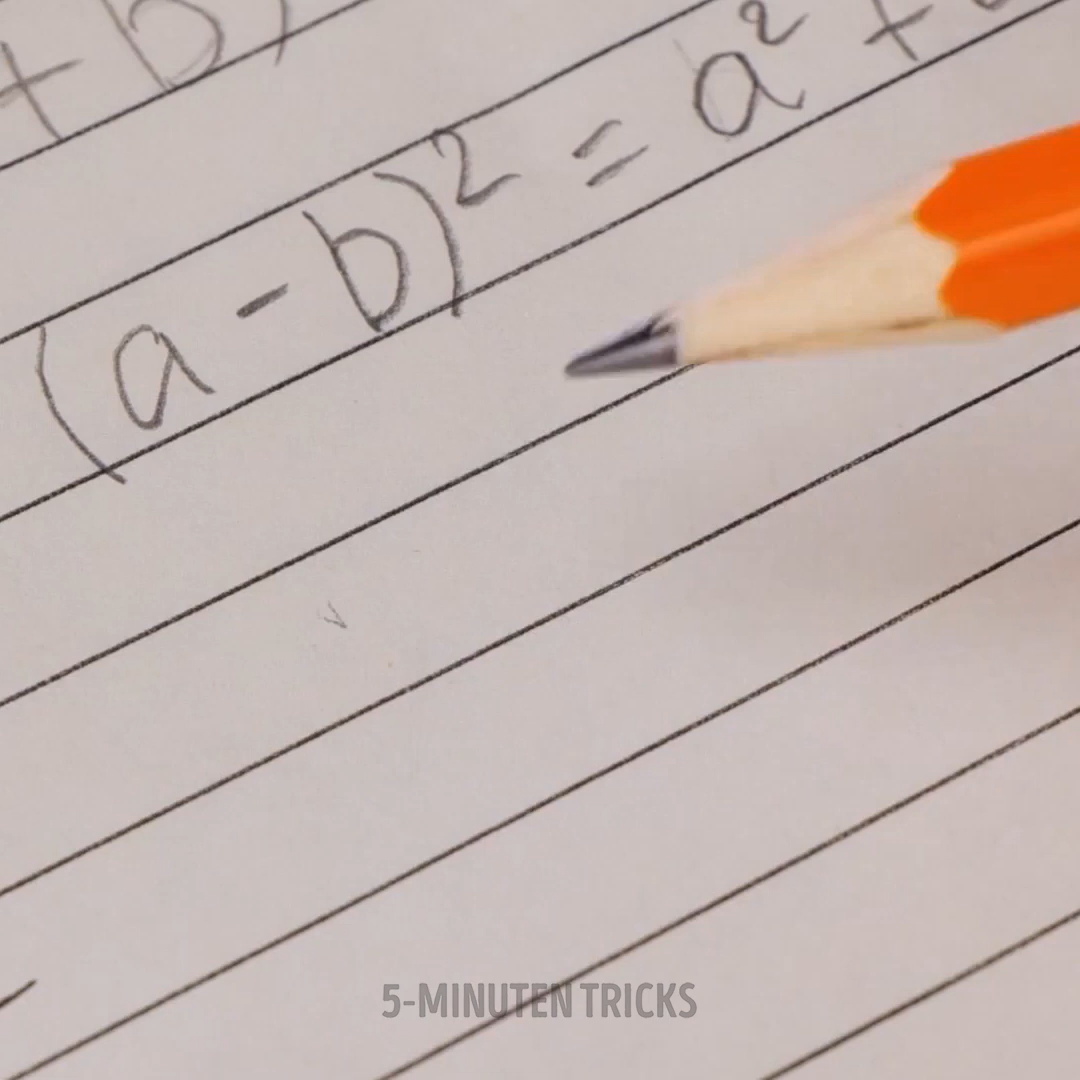 + b)
(a - b)² = a² +
5-MINUTEN TRICKS